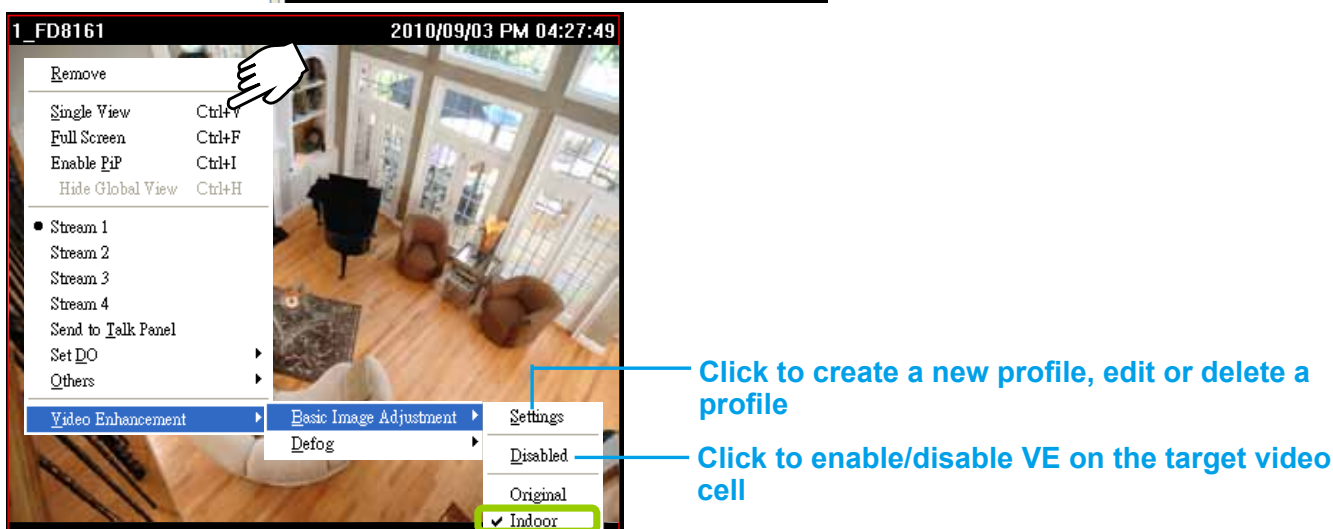 1_FD8161 2010/09/03 PM 04:27:49
Remove
Single View Ctrl+V
Full Screen Ctrl+F
Enable PiP Ctrl+I
Hide Global View Ctrl+H
Stream 1
Stream 2
Stream 3
Stream 4
Send to Talk Panel
Set DO
Others
Video Enhancement
Basic Image Adjustment
Defog
Settings
Disabled
Original
Indoor
Click to create a new profile, edit or delete a
profile
Click to enable/disable VE on the target video
cell